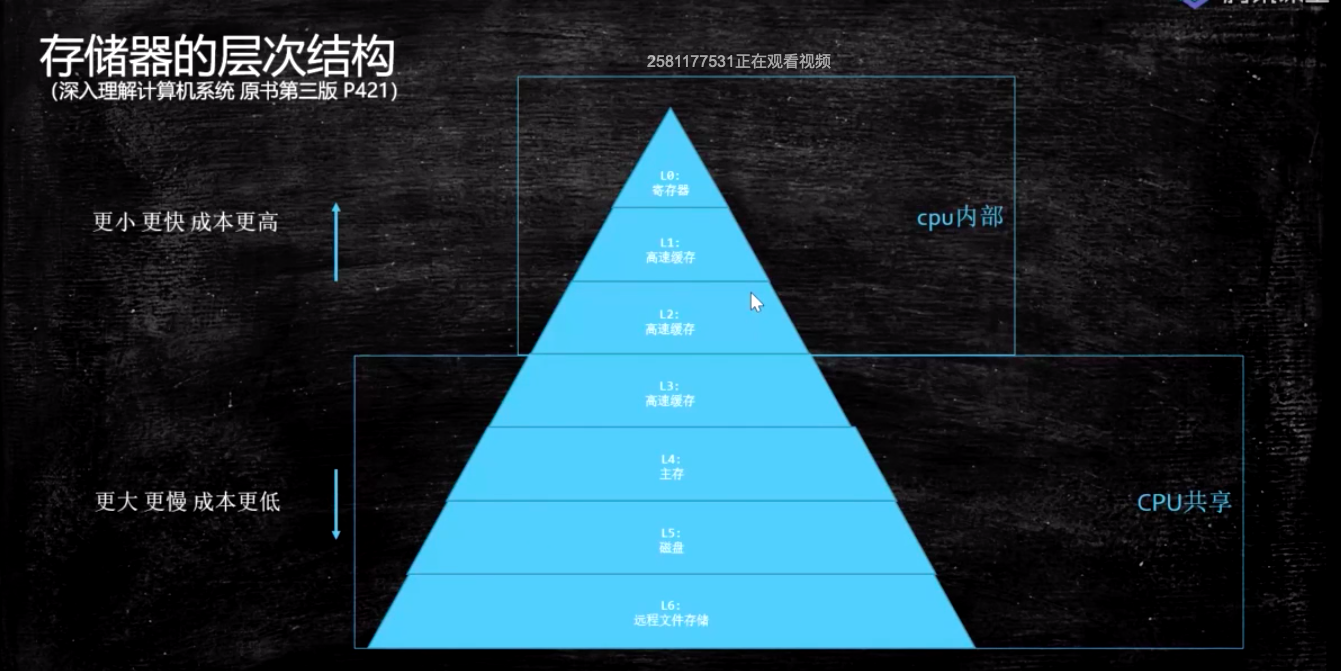 存储器的层次结构
（深入理解计算机系统 原书第三版 P421）
2581177531正在观看视频
L0:
寄存器
L1:
高速缓存
cpu内部
更小 更快 成本更高
L2:
高速缓存
L3:
高速缓存
L4:
主存
更大 更慢 成本更低
CPU共享
L5:
磁盘
L6:
远程文件存储